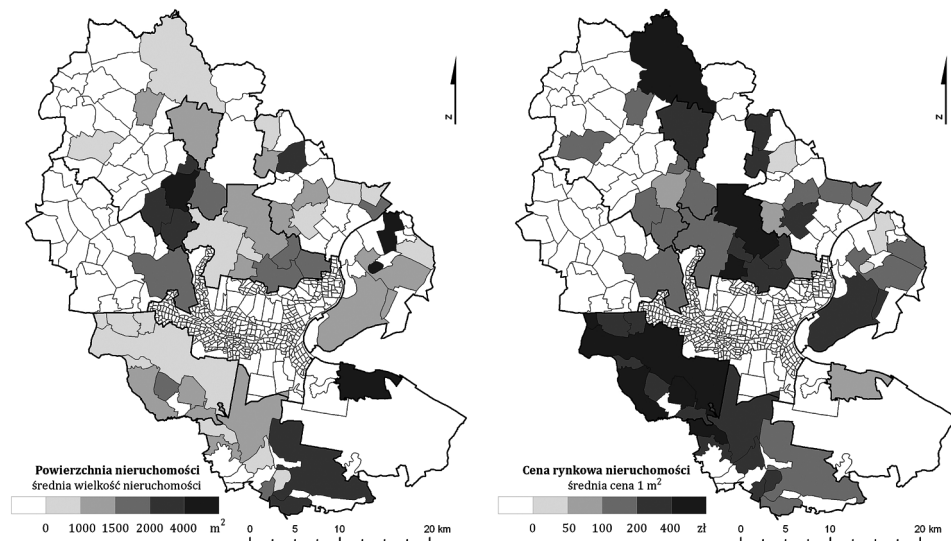 N
N
Powierzchnia nieruchomości
średnia wielkość nieruchomości
0 1000 1500 2000 4000 m²
0 5 10 20 km
Cena rynkowa nieruchomości
średnia cena 1 m²
0 50 100 200 400 zł
0 5 10 20 km